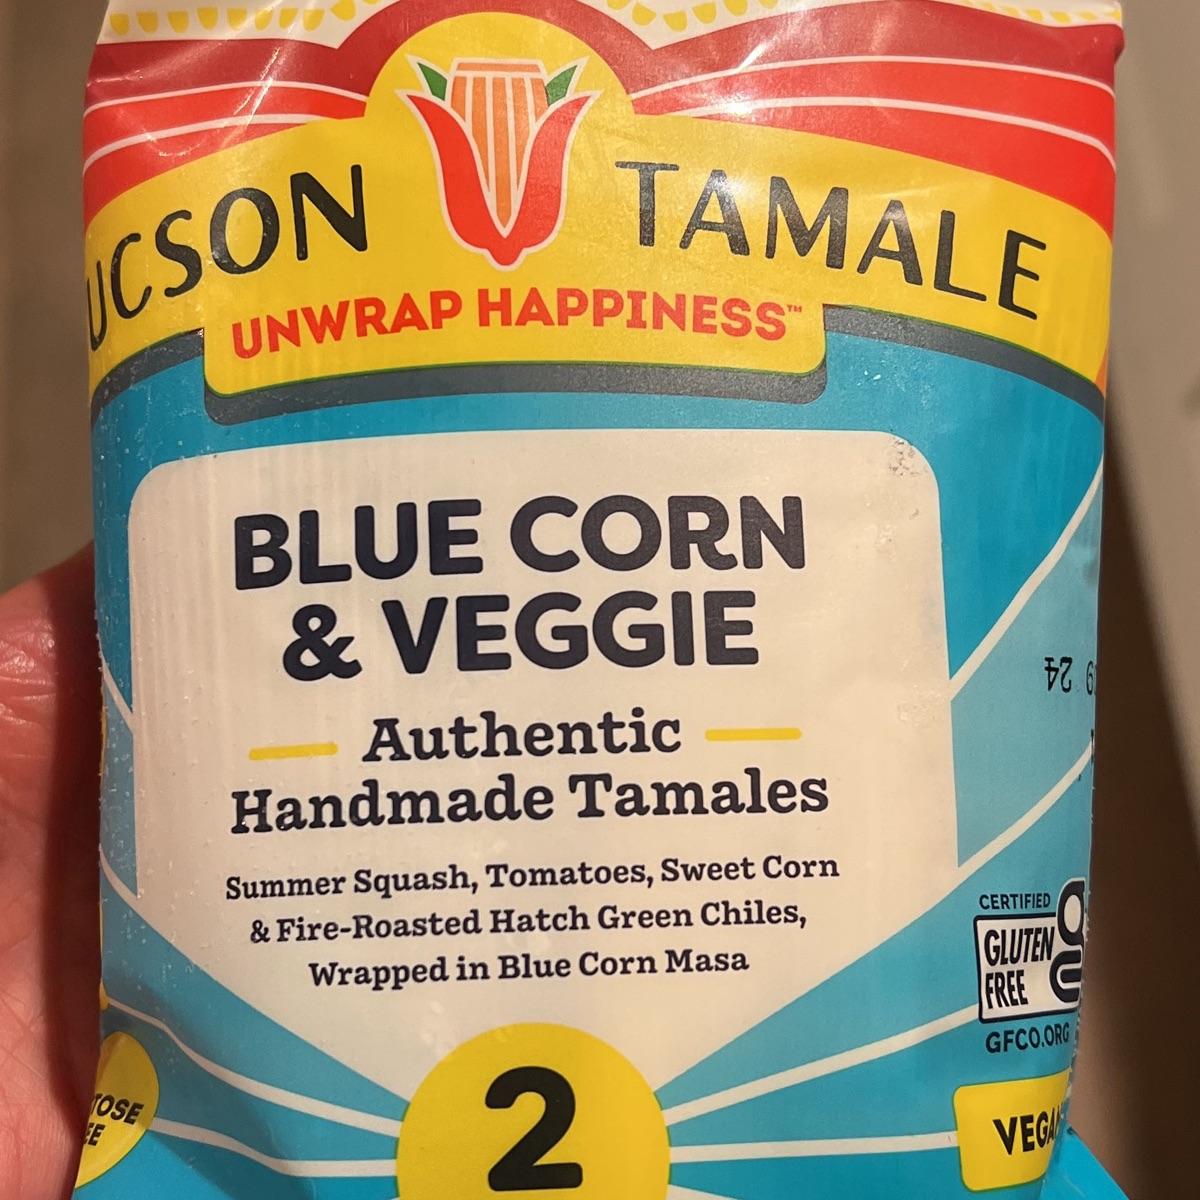 UCSON TAMALE
UNWRAP HAPPINESS™
BLUE CORN
& VEGGIE
Authentic
Handmade Tamales
Summer Squash, Tomatoes, Sweet Corn
& Fire-Roasted Hatch Green Chiles,
Wrapped in Blue Corn Masa
24
CERTIFIED
GLUTEN
FREE
GFCO.ORG
TOSE
EE
2
VEGA